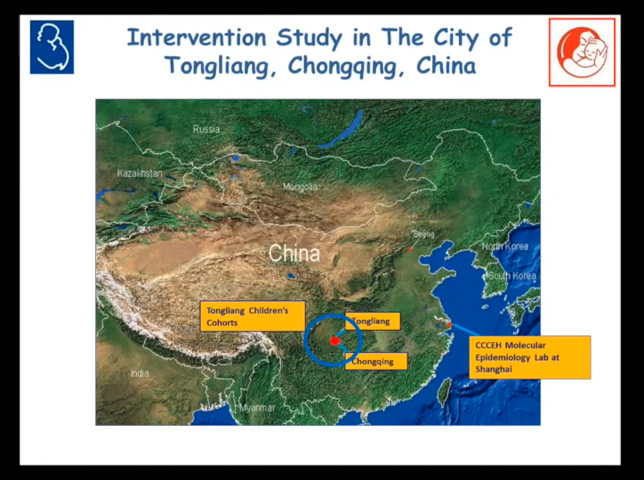 Intervention Study in The City of
Tongliang, Chongqing, China
Russia
Kazakhstan
Mongolia
Beijing
China
North Korea
South Korea
Tongliang Children's
Cohorts
Tongliang
Chongqing
CCCEH Molecular
Epidemiology Lab at
Shanghai
India
Myanmar